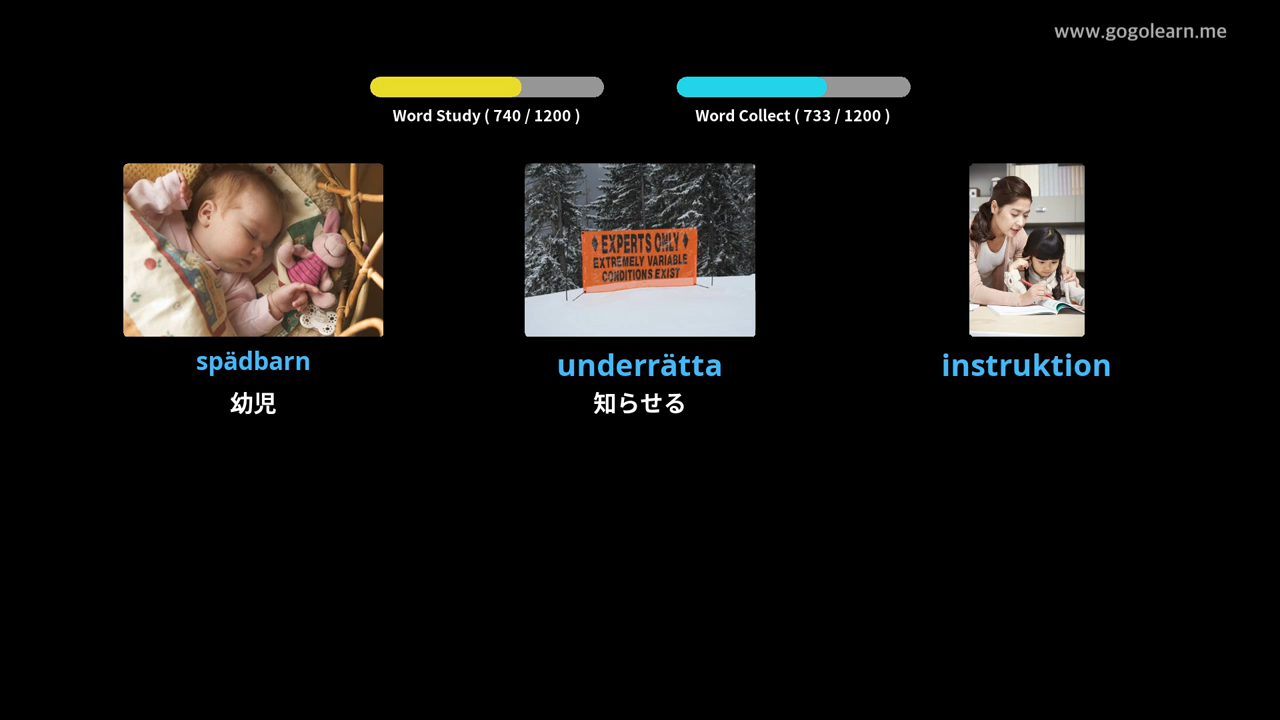 www.gogolearn.me
Word Study ( 740 / 1200 )
Word Collect ( 733 / 1200 )
EXPERTS ONLY
EXTREMELY VARIABLE
CONDITIONS EXIST
spädbarn
underrätta
instruktion
幼児
知らせる